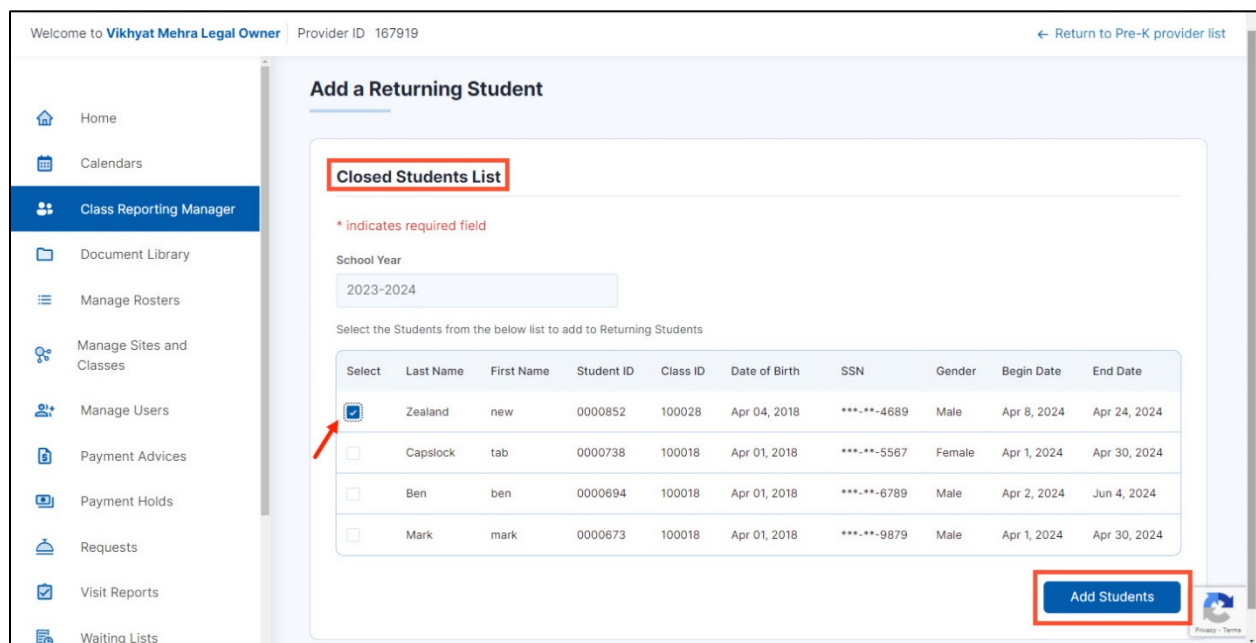 Welcome to Vikhyat Mehra Legal Owner Provider ID 167919 ← Return to Pre-K provider list
Home
Calendars
Class Reporting Manager
Document Library
Manage Rosters
Manage Sites and
Classes
Manage Users
Payment Advices
Payment Holds
Requests
Visit Reports
Waiting Lists
Add a Returning Student
Closed Students List
* indicates required field
School Year
2023-2024
Select the Students from the below list to add to Returning Students
Select Last Name First Name Student ID Class ID Date of Birth SSN Gender Begin Date End Date
Zealand new 0000852 100028 Apr 04, 2018 ***-**-4689 Male Apr 8, 2024 Apr 24, 2024
Capslock tab 0000738 100018 Apr 01, 2018 ***-**-5567 Female Apr 1, 2024 Apr 30, 2024
Ben ben 0000694 100018 Apr 01, 2018 ***-**-6789 Male Apr 2, 2024 Jun 4, 2024
Mark mark 0000673 100018 Apr 01, 2018 ***-**-9879 Male Apr 1, 2024 Apr 30, 2024
Add Students
Privacy - Terms